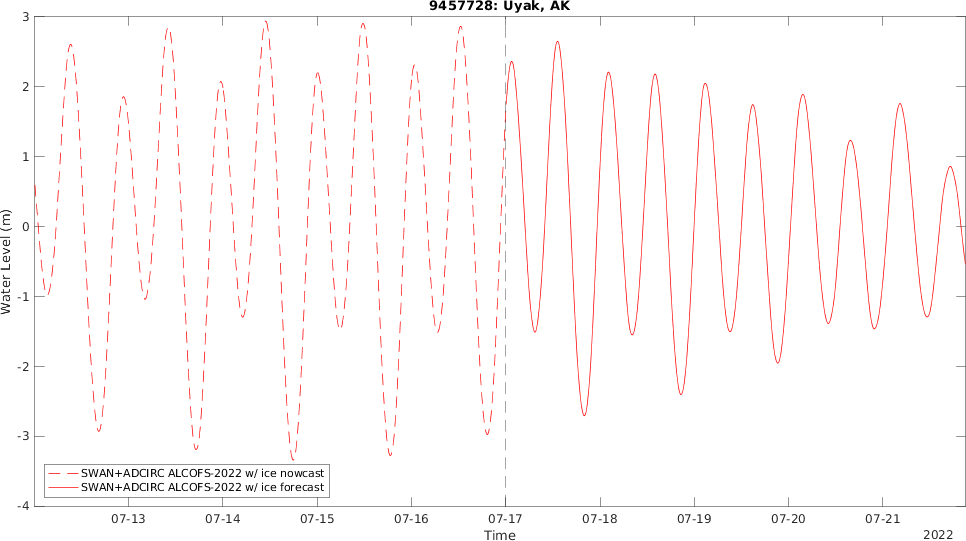 9457728: Uyak, AK
3
2
1
0
-1
-2
-3
-4
Water Level (m)
SWAN+ADCIRC ALCOFS-2022 w/ ice nowcast
SWAN+ADCIRC ALCOFS-2022 w/ ice forecast
07-13 07-14 07-15 07-16 07-17 07-18 07-19 07-20 07-21
Time
2022